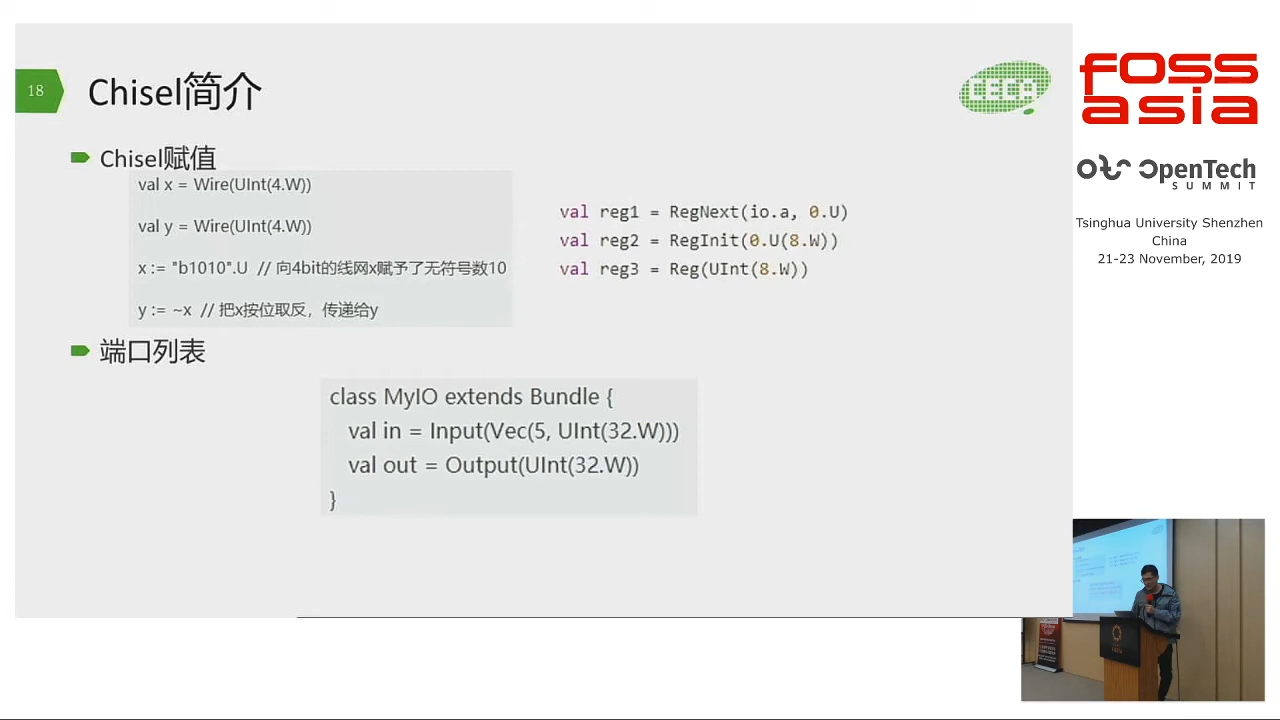 18
Chisel简介
Chisel赋值
val x = Wire(UInt(4.W))
val y = Wire(UInt(4.W))
x := "b1010".U // 向4bit的线网x赋予了无符号数10
y := ~x // 把x按位取反，传递给y
val reg1 = RegNext(io.a, 0.U)
val reg2 = RegInit(0.U(8.W))
val reg3 = Reg(UInt(8.W))
端口列表
class MyIO extends Bundle {
val in = Input(Vec(5, UInt(32.W)))
val out = Output(UInt(32.W))
}
FOSS
asia
OpenTech
SUMMIT
Tsinghua University Shenzhen
China
21-23 November, 2019